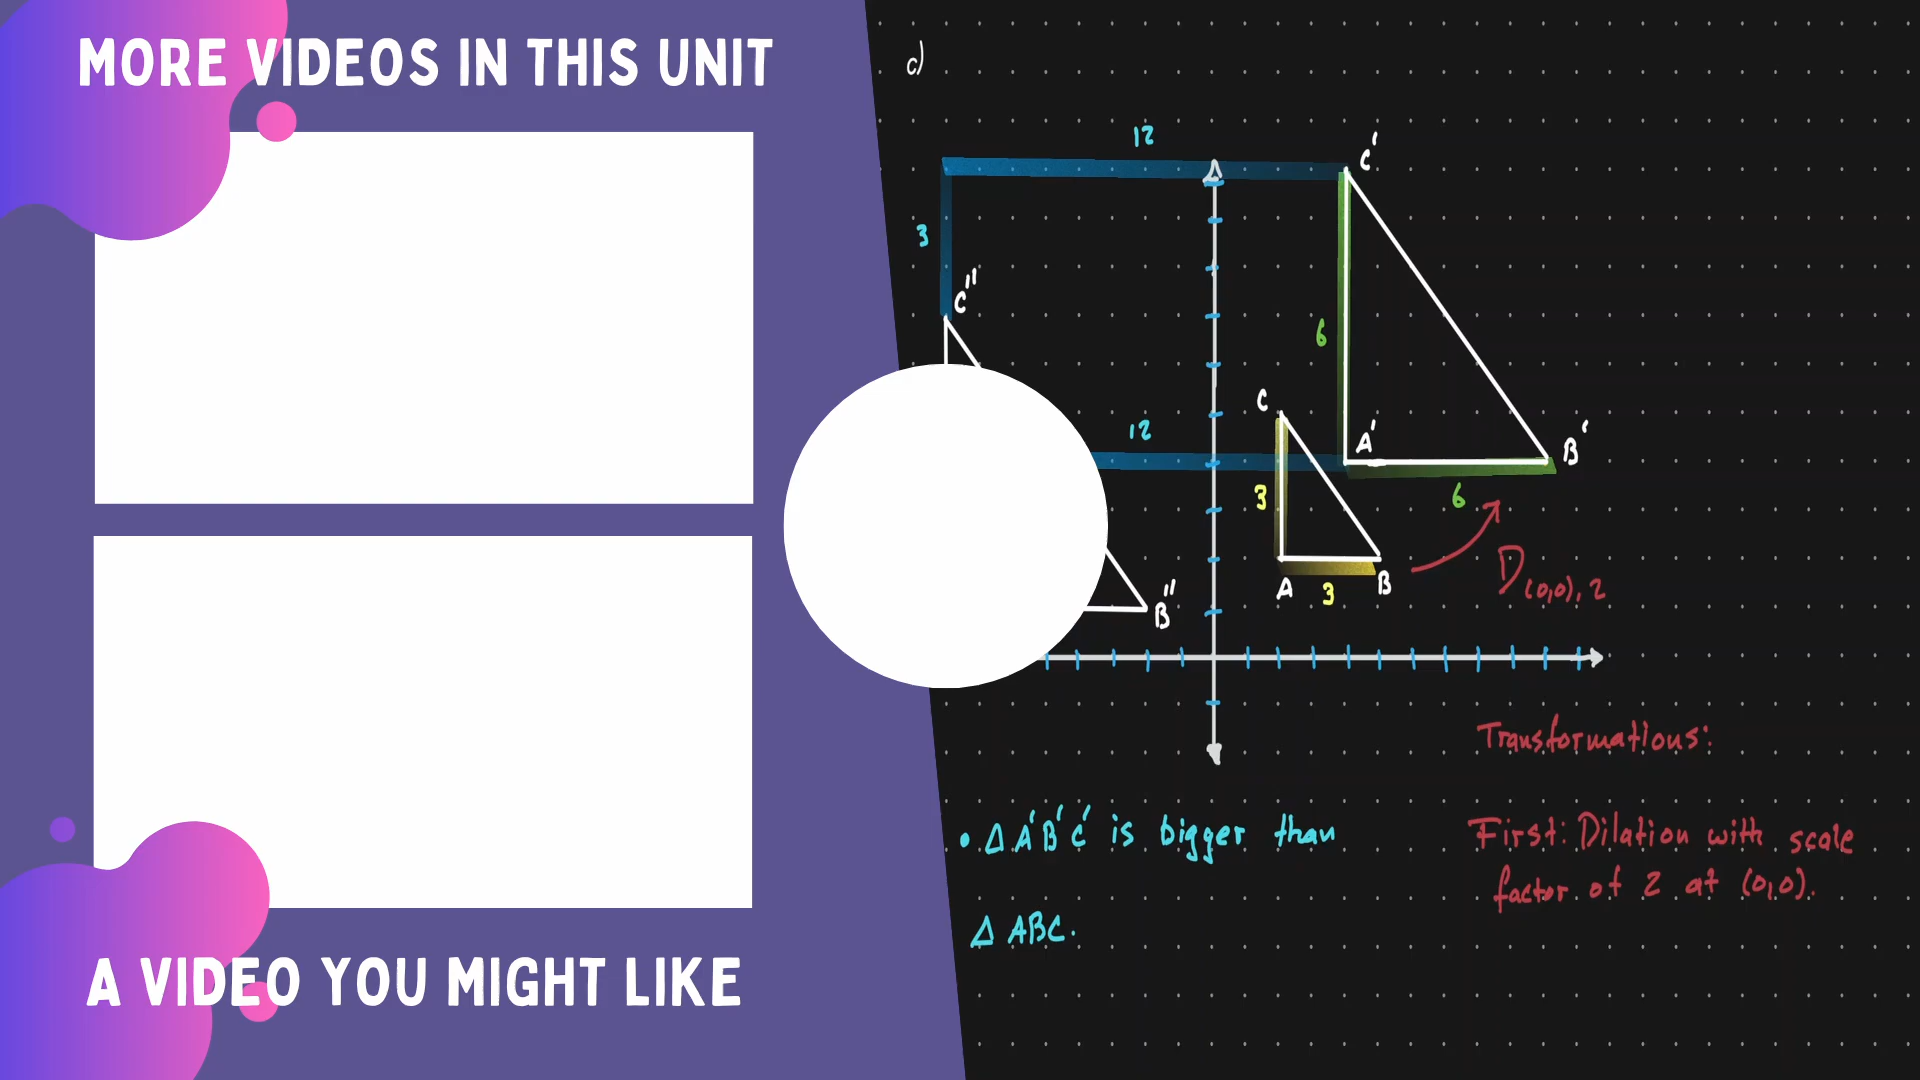 MORE VIDEOS IN THIS UNIT
c)
12
C'
3
C"
6
C
12
A'
B'
3
6
A
3
B
D(0,0), 2
B"
Transformations:
• Δ A'B'C' is bigger than
Δ ABC.
First: Dilation with scale
factor of 2 at (0,0).
A VIDEO YOU MIGHT LIKE